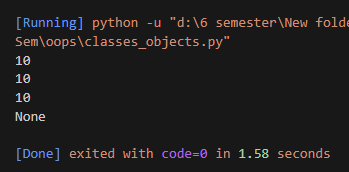 [Running] python -u "d:\6 semester\New folde
Sem\oops\classes_objects.py"
10
10
10
None
[Done] exited with code=0 in 1.58 seconds